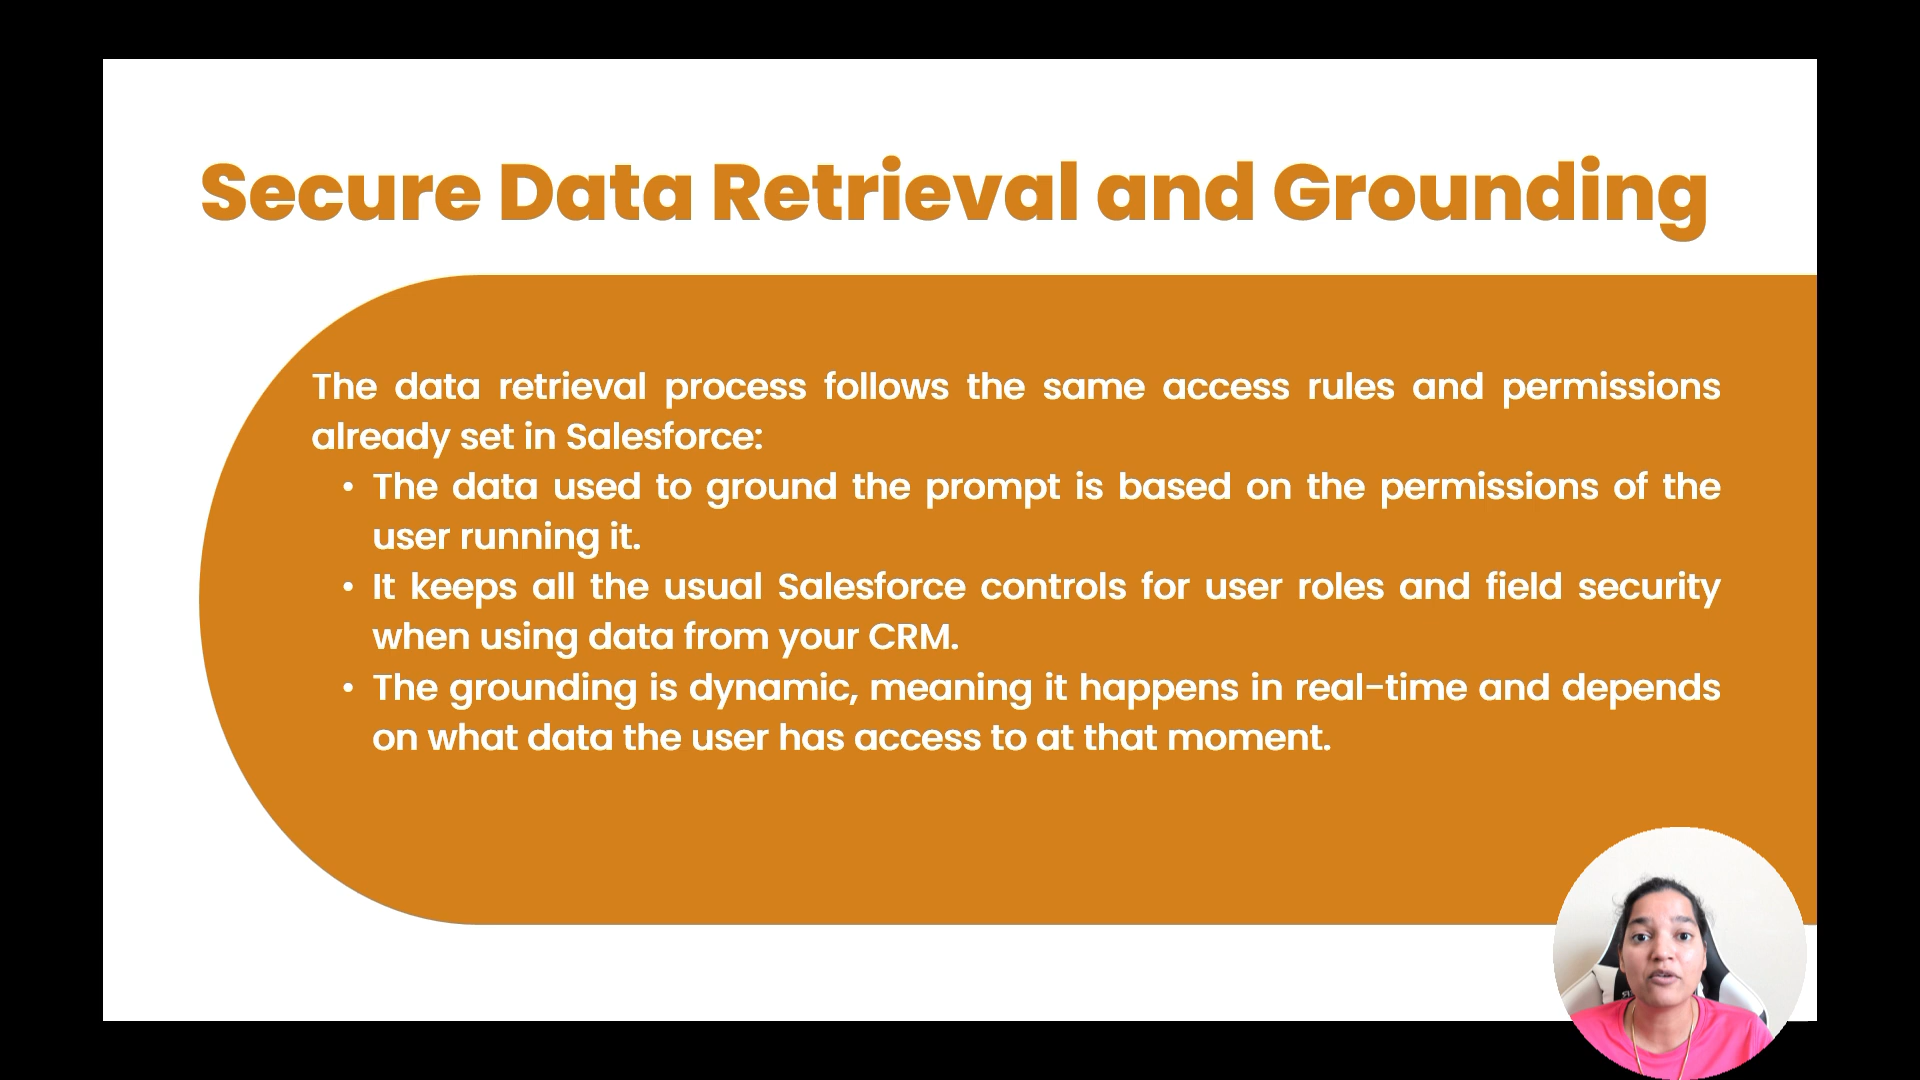 Secure Data Retrieval and Grounding
The data retrieval process follows the same access rules and permissions
already set in Salesforce:
• The data used to ground the prompt is based on the permissions of the
user running it.
• It keeps all the usual Salesforce controls for user roles and field security
when using data from your CRM.
• The grounding is dynamic, meaning it happens in real-time and depends
on what data the user has access to at that moment.